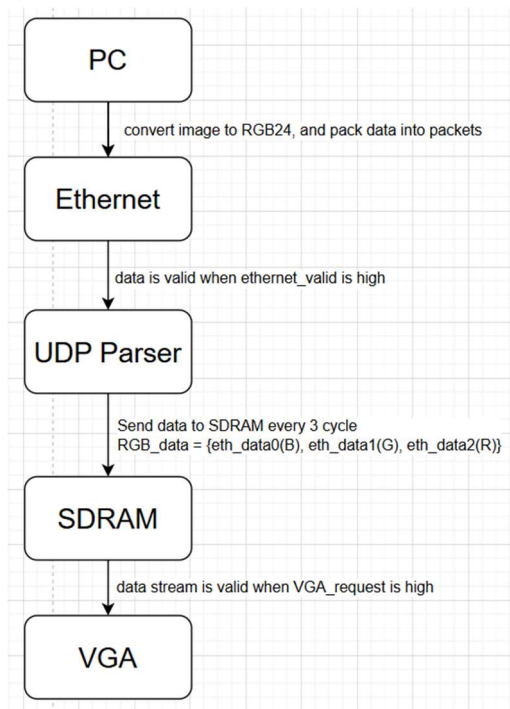 PC
convert image to RGB24, and pack data into packets
Ethernet
data is valid when ethernet_valid is high
UDP Parser
Send data to SDRAM every 3 cycle
RGB_data = {eth_data0(B), eth_data1(G), eth_data2(R)}
SDRAM
data stream is valid when VGA_request is high
VGA